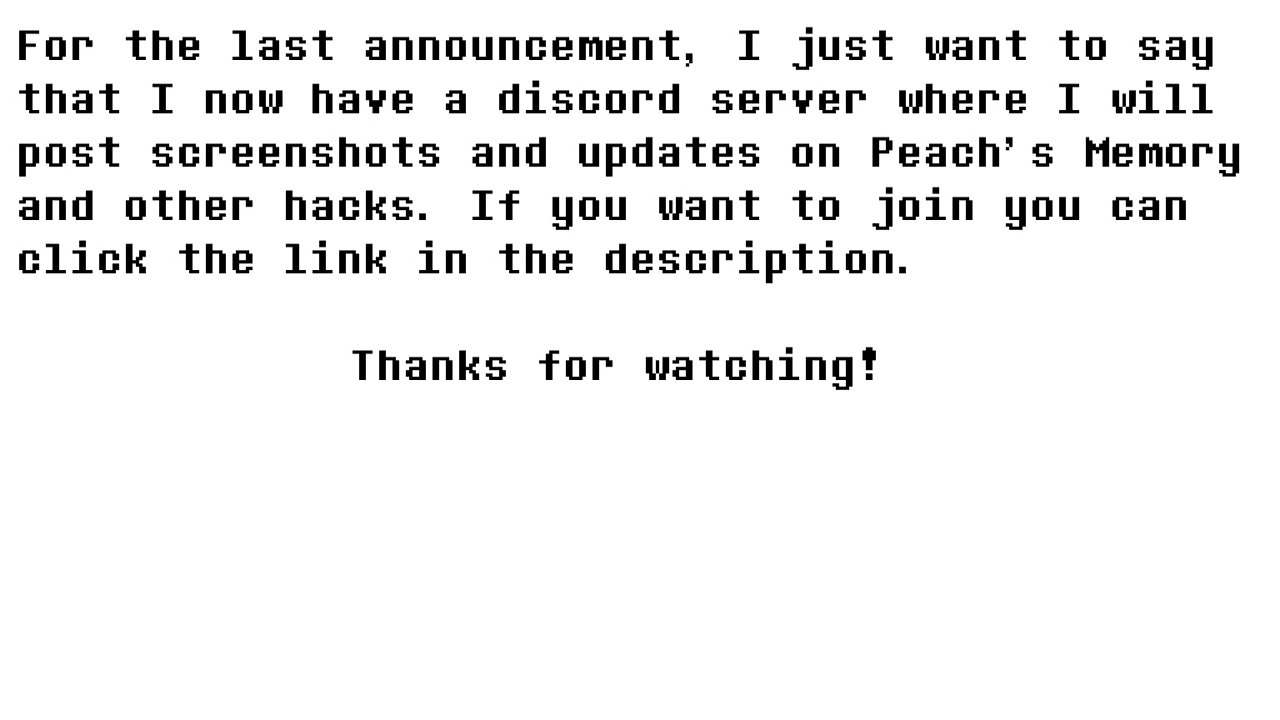 For the last announcement, I just want to say
that I now have a discord server where I will
post screenshots and updates on Peach's Memory
and other hacks. If you want to join you can
click the link in the description.
Thanks for watching!